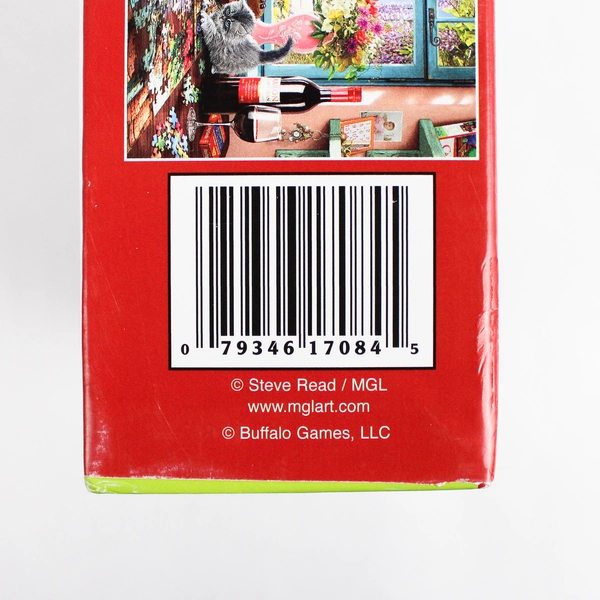 0 79346 17084 5
© Steve Read / MGL
www.mglart.com
© Buffalo Games, LLC